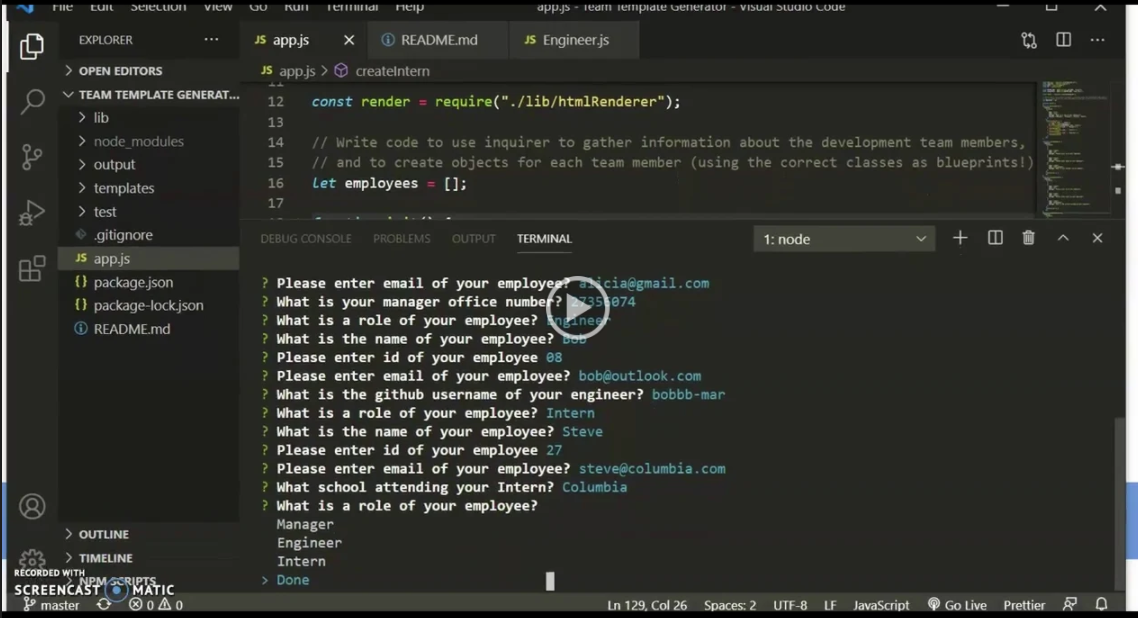 File Edit Selection View Go Run Terminal Help app.js - Team Template Generator - Visual Studio Code
EXPLORER
OPEN EDITORS
TEAM TEMPLATE GENERAT...
lib
node_modules
output
templates
test
.gitignore
JS app.js
{} package.json
{} package-lock.json
README.md
OUTLINE
TIMELINE
NPM SCRIPTS
JS app.js README.md JS Engineer.js
JS app.js > createIntern
11
12 const render = require("./lib/htmlRenderer");
13
14 // Write code to use inquirer to gather information about the development team members,
15 // and to create objects for each team member (using the correct classes as blueprints!)
16 let employees = [];
17
DEBUG CONSOLE PROBLEMS OUTPUT TERMINAL 1: node
? Please enter email of your employee? alicia@gmail.com
? What is your manager office number? 27356074
? What is a role of your employee? Engineer
? What is the name of your employee? Bob
? Please enter id of your employee 08
? Please enter email of your employee? bob@outlook.com
? What is the github username of your engineer? bobbb-mar
? What is a role of your employee? Intern
? What is the name of your employee? Steve
? Please enter id of your employee 27
? Please enter email of your employee? steve@columbia.com
? What school attending your Intern? Columbia
? What is a role of your employee?
Manager
Engineer
Intern
> Done
RECORDED WITH
SCREENCAST MATIC
master 0 0 Ln 129, Col 26 Spaces: 2 UTF-8 LF JavaScript Go Live Prettier